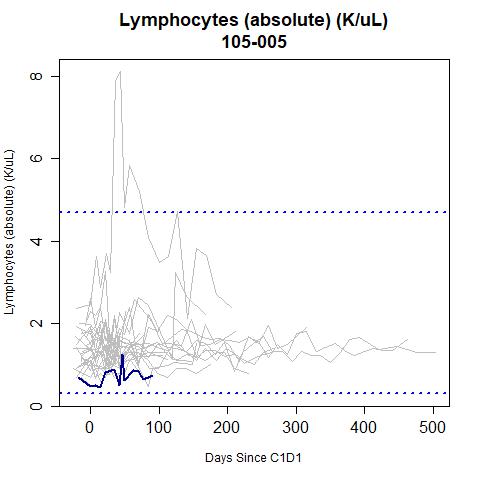 Lymphocytes (absolute) (K/uL)
105-005
Lymphocytes (absolute) (K/uL)
8
6
4
2
0
0 100 200 300 400 500
Days Since C1D1